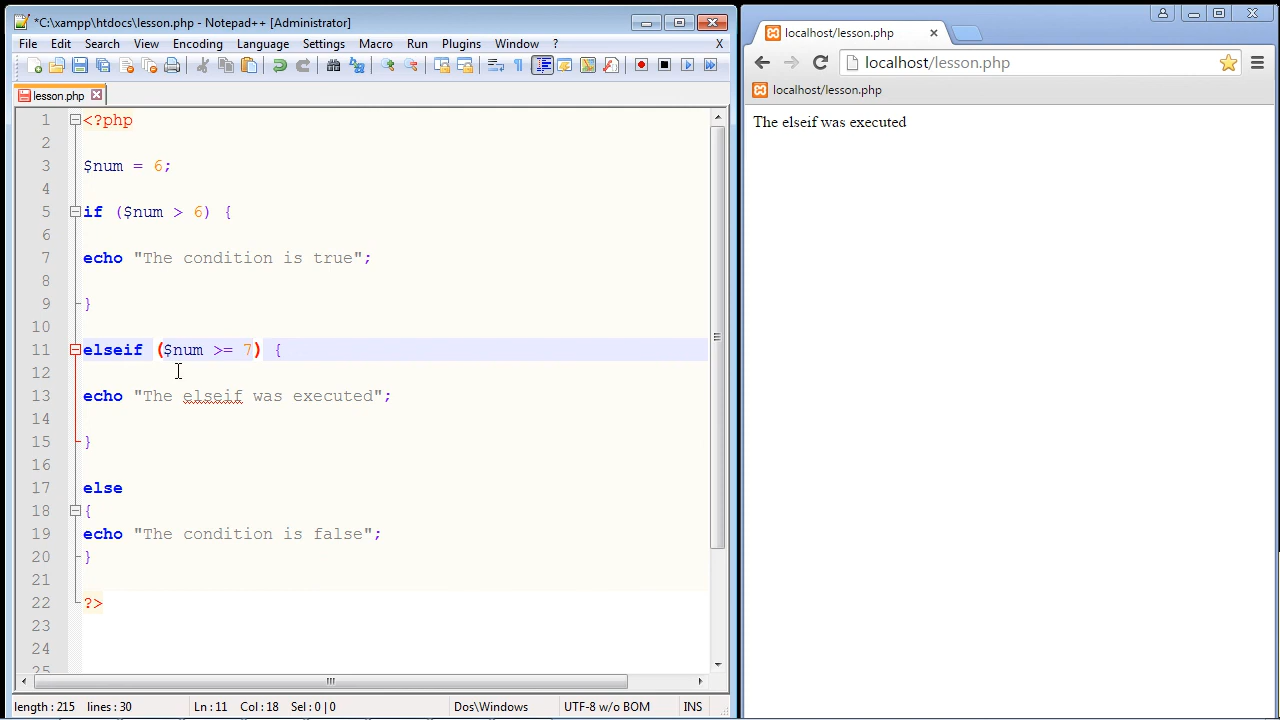 *C:\xampp\htdocs\lesson.php - Notepad++ [Administrator]
File Edit Search View Encoding Language Settings Macro Run Plugins Window ? X
lesson.php
1 <?php
2
3 $num = 6;
4
5 if ($num > 6) {
6
7 echo "The condition is true";
8
9 }
10
11 elseif ($num >= 7) {
12
13 echo "The elseif was executed";
14
15 }
16
17 else
18 {
19 echo "The condition is false";
20 }
21
22 ?>
23
24
25
length : 215 lines : 30 Ln : 11 Col : 18 Sel : 0 | 0 Dos\Windows UTF-8 w/o BOM INS
localhost/lesson.php
localhost/lesson.php
localhost/lesson.php
The elseif was executed